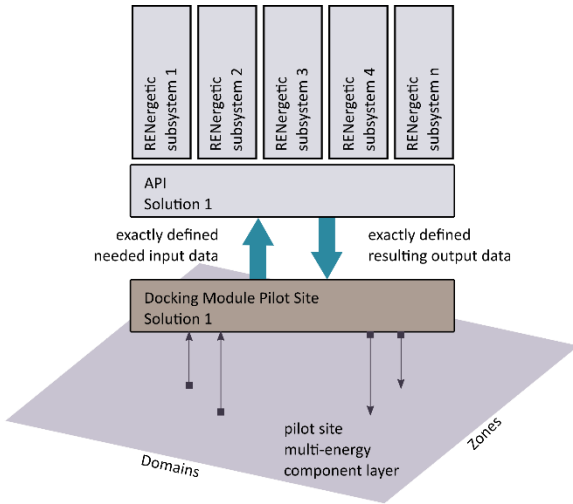 RENergetic
subsystem 1
RENergetic
subsystem 2
RENergetic
subsystem 3
RENergetic
subsystem 4
RENergetic
subsystem n
API
Solution 1
exactly defined
needed input data
exactly defined
resulting output data
Docking Module Pilot Site
Solution 1
pilot site
multi-energy
component layer
Domains
Zones